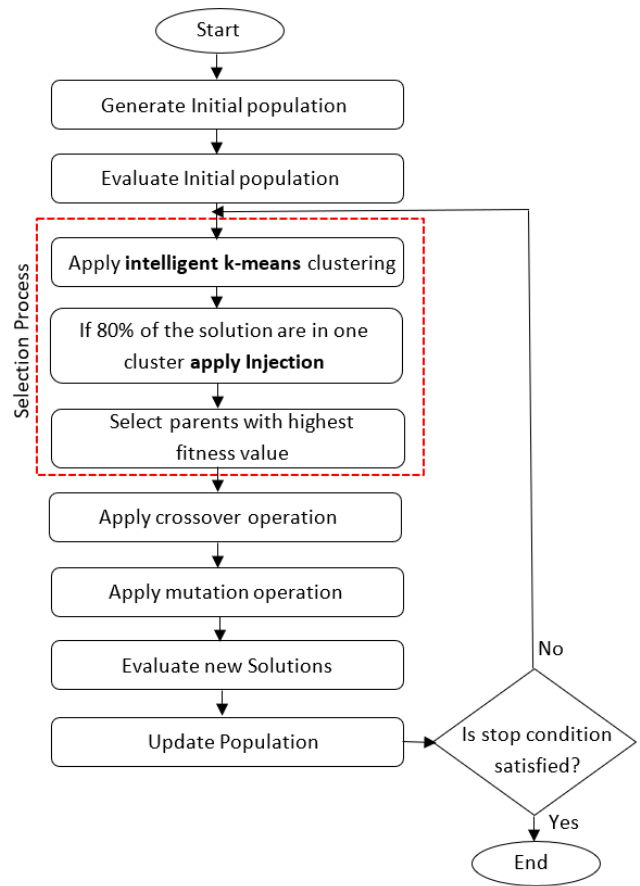 Start
Generate Initial population
Evaluate Initial population
Selection Process
Apply intelligent k-means clustering
If 80% of the solution are in one
cluster apply Injection
Select parents with highest
fitness value
Apply crossover operation
Apply mutation operation
Evaluate new Solutions
Update Population
No
Is stop condition
satisfied?
Yes
End